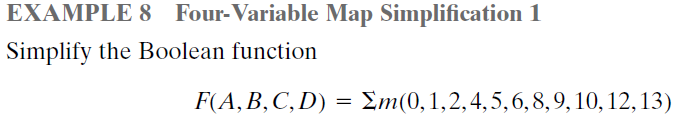 EXAMPLE 8 Four-Variable Map Simplification 1
Simplify the Boolean function
F(A, B, C, D) = Σm(0, 1, 2, 4, 5, 6, 8, 9, 10, 12, 13)